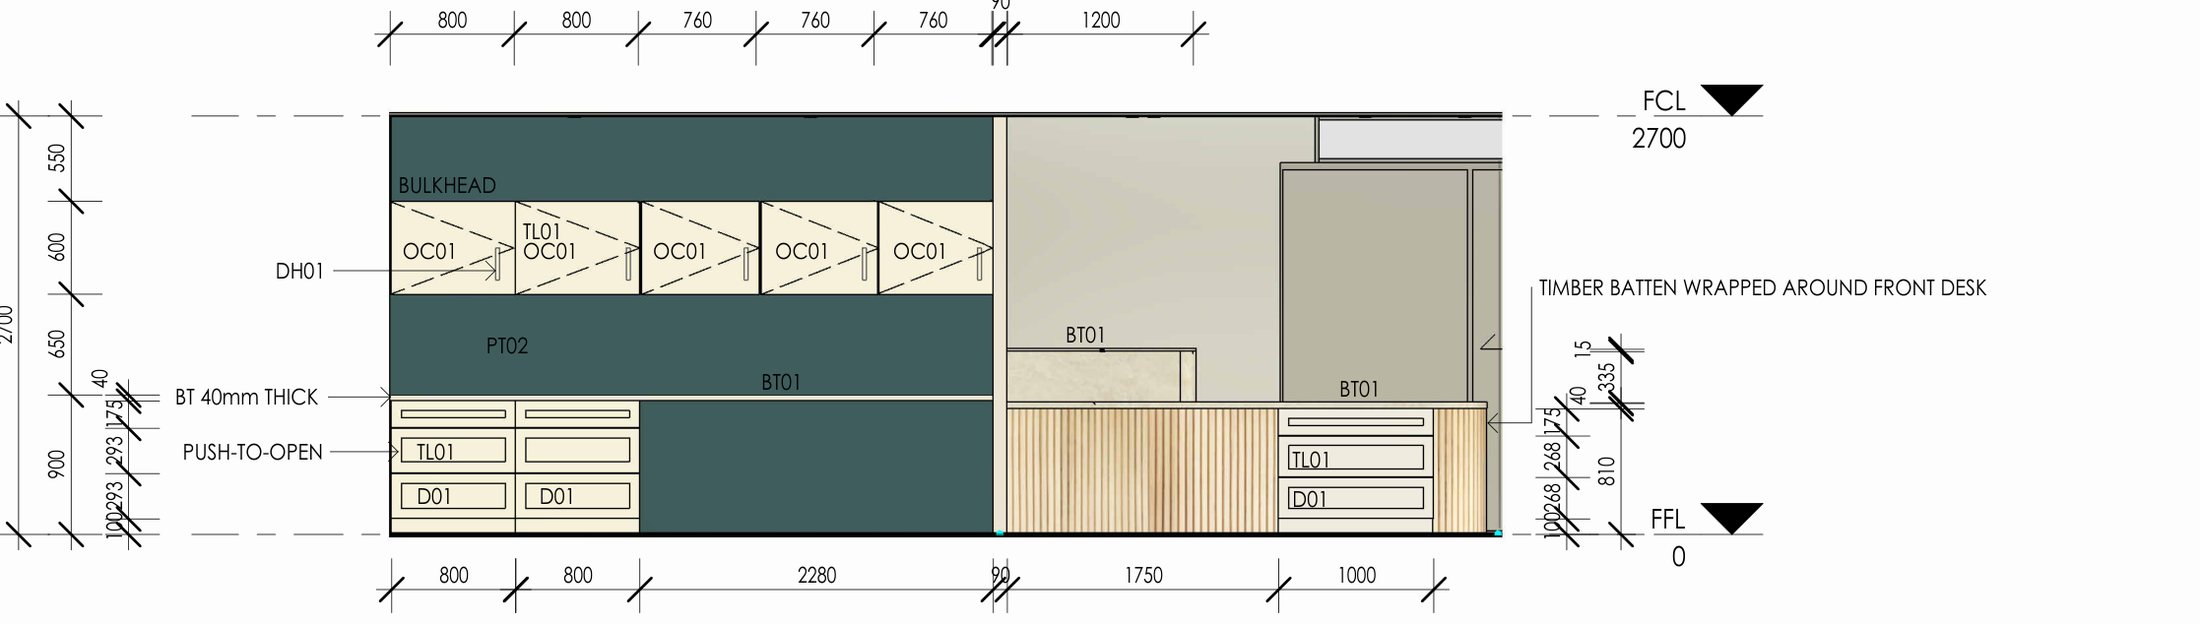 800 800 760 760 760 90 1200
FCL
2700
550
BULKHEAD
600
OC01
TL01
OC01
OC01
OC01
OC01
DH01
TIMBER BATTEN WRAPPED AROUND FRONT DESK
2700
650
PT02
BT01
BT01
BT01
BT 40mm THICK
40
175
293
293
100
900
PUSH-TO-OPEN
TL01
D01
D01
TL01
D01
15
335
40
175
268
268
100
810
FFL
0
800 800 2280 90 1750 1000